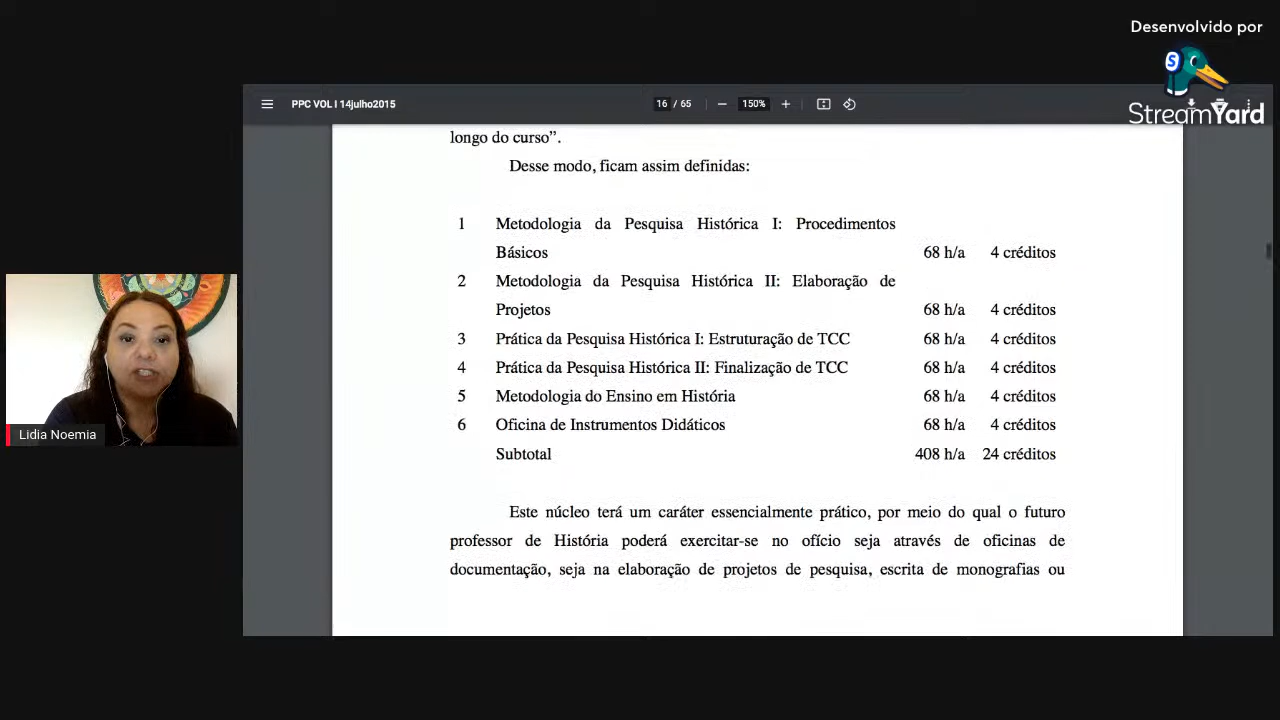 Desenvolvido por
StreamYard
PPC VOL I 14julho2015
16 / 65
150%
longo do curso”.
Desse modo, ficam assim definidas:
1 Metodologia da Pesquisa Histórica I: Procedimentos
Básicos 68 h/a 4 créditos
2 Metodologia da Pesquisa Histórica II: Elaboração de
Projetos 68 h/a 4 créditos
3 Prática da Pesquisa Histórica I: Estruturação de TCC 68 h/a 4 créditos
4 Prática da Pesquisa Histórica II: Finalização de TCC 68 h/a 4 créditos
5 Metodologia do Ensino em História 68 h/a 4 créditos
6 Oficina de Instrumentos Didáticos 68 h/a 4 créditos
Subtotal 408 h/a 24 créditos
Este núcleo terá um caráter essencialmente prático, por meio do qual o futuro
professor de História poderá exercitar-se no ofício seja através de oficinas de
documentação, seja na elaboração de projetos de pesquisa, escrita de monografias ou
Lidia Noemia